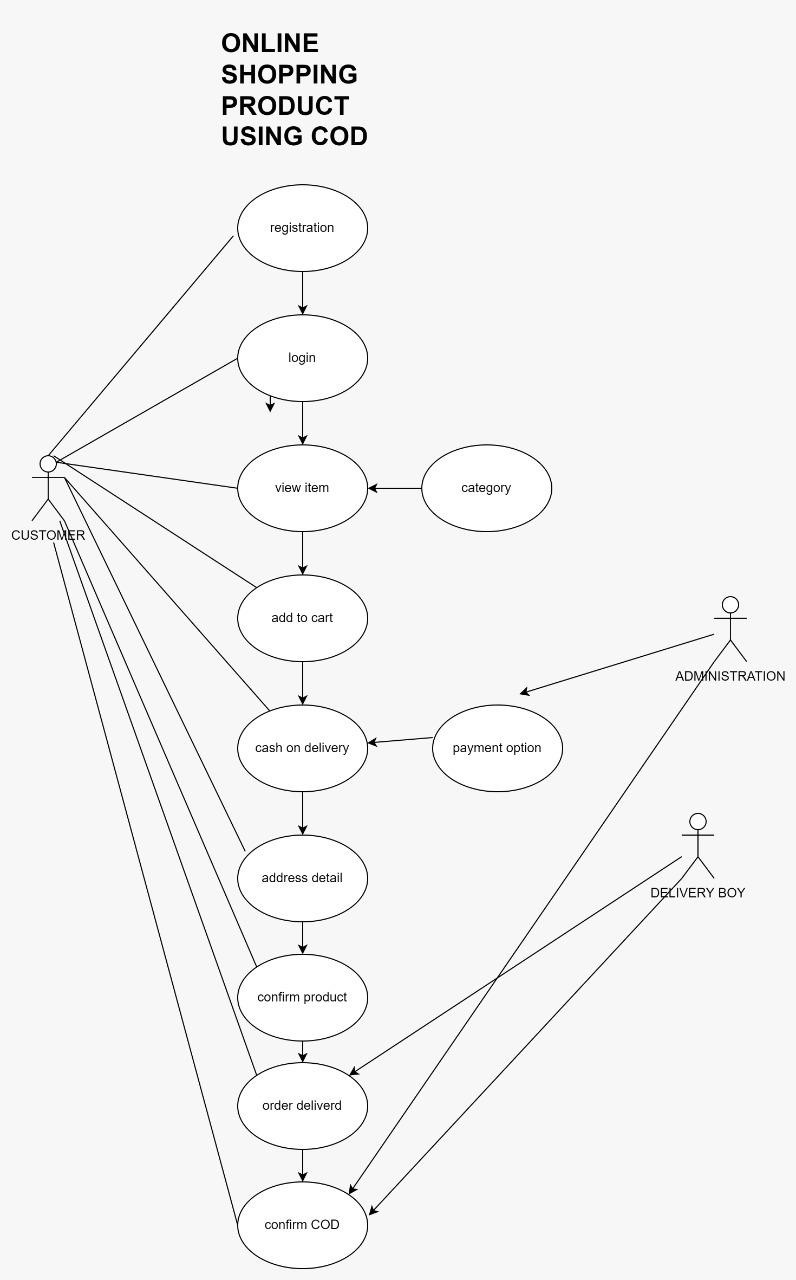 ONLINE
SHOPPING
PRODUCT
USING COD
registration
login
view item
category
CUSTOMER
add to cart
ADMINISTRATION
cash on delivery
payment option
address detail
DELIVERY BOY
confirm product
order deliverd
confirm COD